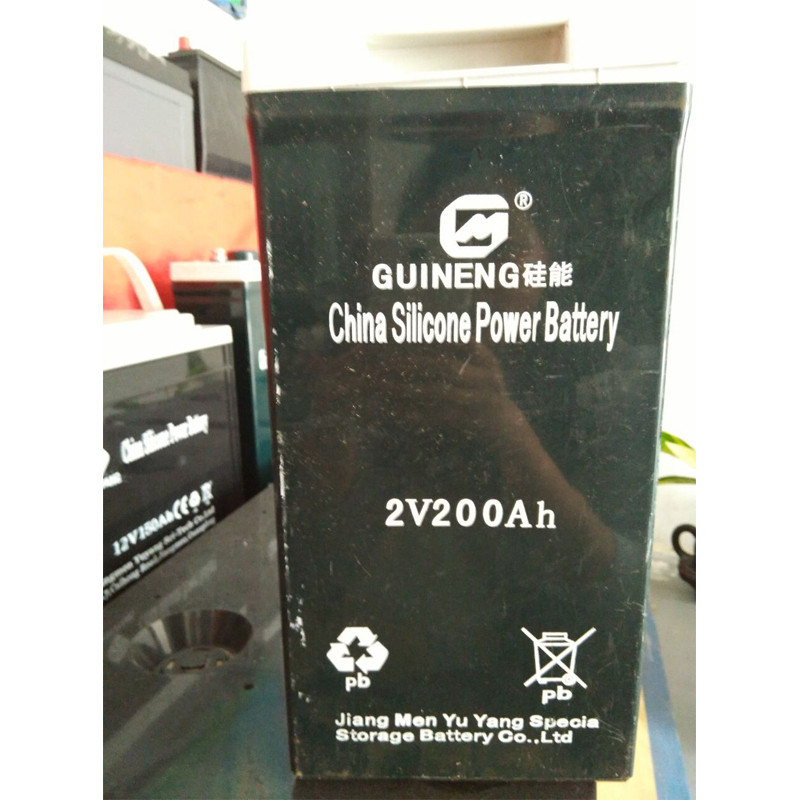 ®
GUINENG硅能
China Silicone Power Battery
2V200Ah
pb
pb
Jiang Men Yu Yang Specia
Storage Battery Co.,Ltd
China Silicone Power Battery
12V150Ah CE